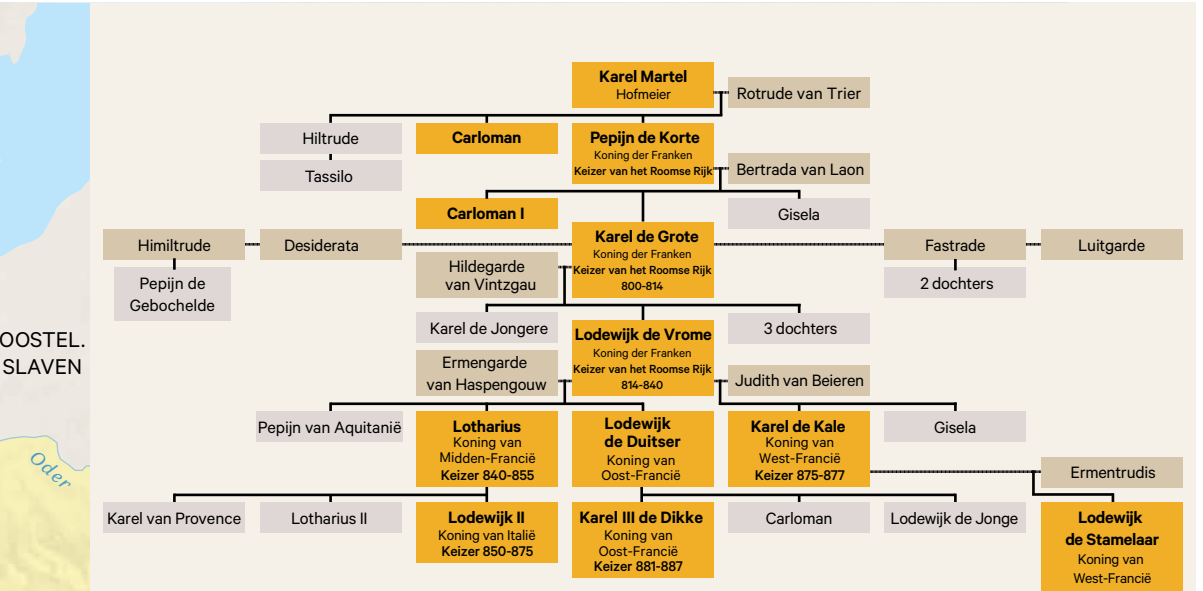 Karel Martel
Hofmeier
Rotrude van Trier
Hiltrude
Carloman
Pepijn de Korte
Koning der Franken
Keizer van het Roomse Rijk
Tassilo
Bertrada van Laon
Carloman I
Gisela
Himiltrude
Desiderata
Karel de Grote
Koning der Franken
Keizer van het Roomse Rijk
800-814
Fastrade
Luitgarde
Hildegarde
van Vintzgau
Pepijn de
Gebochelde
2 dochters
Karel de Jongere
Lodewijk de Vrome
Koning der Franken
Keizer van het Roomse Rijk
814-840
3 dochters
OOSTEL.
SLAVEN
Ermengarde
van Haspengouw
Judith van Beieren
Pepijn van Aquitanië
Lotharius
Koning van
Midden-Francië
Keizer 840-855
Lodewijk
de Duitser
Koning van
Oost-Francië
Karel de Kale
Koning van
West-Francië
Keizer 875-877
Gisela
Oder
Ermentrudis
Karel van Provence
Lotharius II
Lodewijk II
Koning van Italië
Keizer 850-875
Karel III de Dikke
Koning van
Oost-Francië
Keizer 881-887
Carloman
Lodewijk de Jonge
Lodewijk
de Stamelaar
Koning van
West-Francië